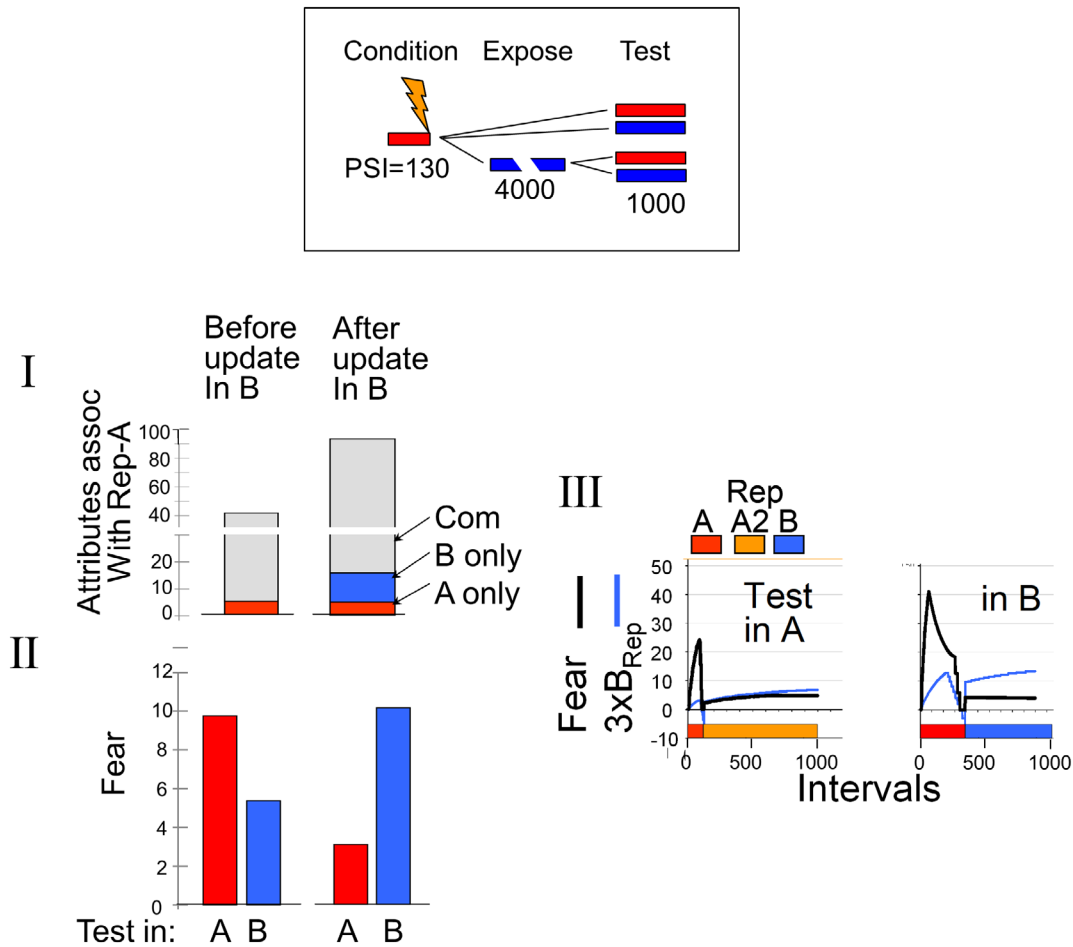 Condition Expose Test
PSI=130
4000
1000
I
Before update In B
After update In B
Attributes assoc With Rep-A
100
80
60
40
20
10
0
Com
B only
A only
II
Fear
12
10
8
6
4
2
0
Test in: A B A B
III
Rep
A A2 B
Fear
3xBRep
50
40
30
20
10
0
-10
Test in A
in B
0 500 1000
0 500 1000
Intervals